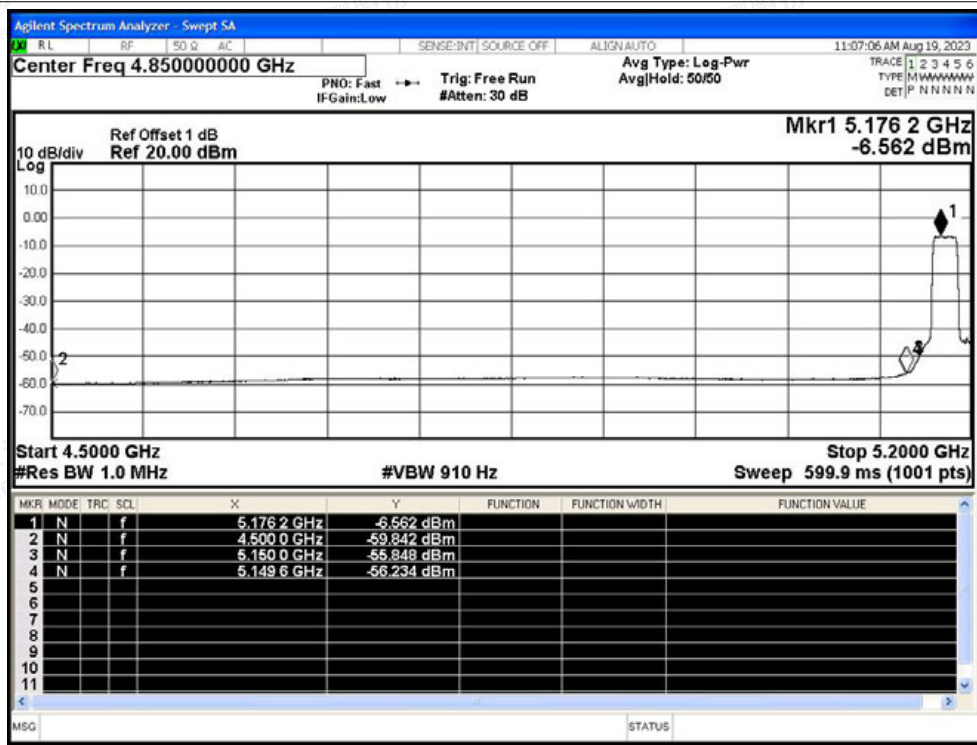 Agilent Spectrum Analyzer - Swept SA
RL RF 50 Ω AC SENSE:INT SOURCE OFF ALIGN AUTO 11:07:06 AM Aug 19, 2023
Center Freq 4.850000000 GHz
PNO: Fast
IFGain:Low
Trig: Free Run
#Atten: 30 dB
Avg Type: Log-Pwr
Avg|Hold: 50/50
TRACE 1 2 3 4 5 6
TYPE M
DET P N N N N N
Mkr1 5.176 2 GHz
-6.562 dBm
Ref Offset 1 dB
10 dB/div Ref 20.00 dBm
Log
10.0
0.00
-10.0
-20.0
-30.0
-40.0
-50.0
-60.0
-70.0
1
2
Start 4.5000 GHz Stop 5.2000 GHz
#Res BW 1.0 MHz #VBW 910 Hz Sweep 599.9 ms (1001 pts)
MKR MODE TRC SCL X Y FUNCTION FUNCTION WIDTH FUNCTION VALUE
1 N f 5.176 2 GHz -6.562 dBm
2 N f 4.500 0 GHz -59.842 dBm
3 N f 5.150 0 GHz -55.848 dBm
4 N f 5.149 6 GHz -56.234 dBm
5
6
7
8
9
10
11
MSG STATUS